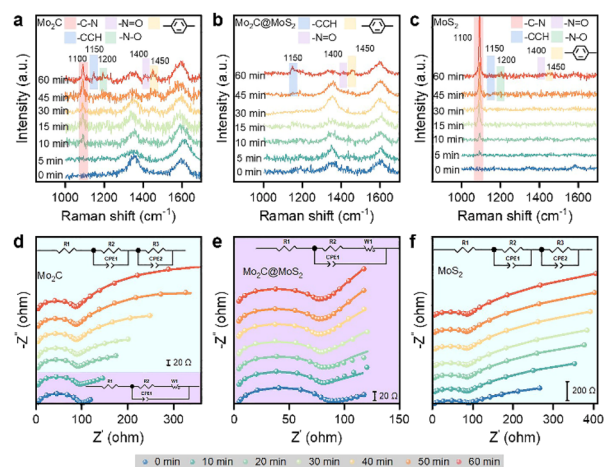 a
Mo₂C
-C-N
-N=O
-CCH
-N-O
1100
1150
1200
1400
1450
60 min
45 min
30 min
15 min
10 min
5 min
0 min
Intensity (a.u.)
1000 1200 1400 1600
Raman shift (cm⁻¹)
b
Mo₂C@MoS₂
-CCH
-N=O
1150
1400
1450
60 min
45 min
30 min
15 min
10 min
5 min
0 min
Intensity (a.u.)
1000 1200 1400 1600
Raman shift (cm⁻¹)
c
MoS₂
-C-N
-N=O
-CCH
-N-O
1100
1150
1200
1400
1450
60 min
45 min
30 min
15 min
10 min
5 min
0 min
Intensity (a.u.)
1000 1200 1400 1600
Raman shift (cm⁻¹)
d
R1 R2 R3
CPE1 CPE2
Mo₂C
20 Ω
R1 R2 W1
CPE1
-Z''
0 100 200 300
Z' (ohm)
e
R1 R2 W1
CPE1
Mo₂C@MoS₂
20 Ω
-Z''
0 50 100 150
Z' (ohm)
f
R1 R2 R3
CPE1 CPE2
MoS₂
200 Ω
-Z''
0 100 200 300 400
Z' (ohm)
0 min 10 min 20 min 30 min 40 min 50 min 60 min